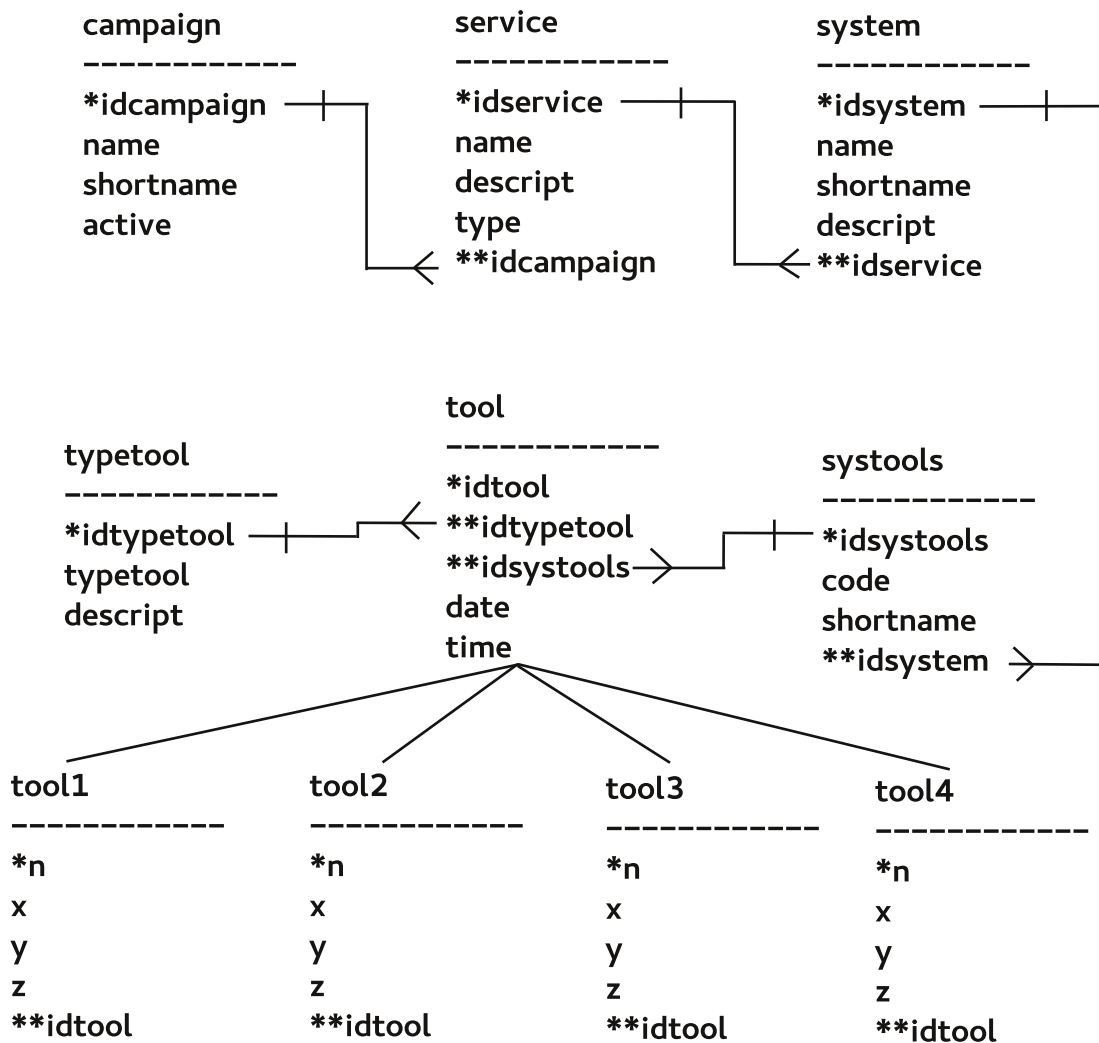 campaign
------------
*idcampaign
name
shortname
active
service
------------
*idservice
name
descript
type
**idcampaign
system
------------
*idsystem
name
shortname
descript
**idservice
typetool
------------
*idtypetool
typetool
descript
tool
------------
*idtool
**idtypetool
**idsystools
date
time
systools
------------
*idsystools
code
shortname
**idsystem
tool1
------------
*n
x
y
z
**idtool
tool2
------------
*n
x
y
z
**idtool
tool3
------------
*n
x
y
z
**idtool
tool4
------------
*n
x
y
z
**idtool